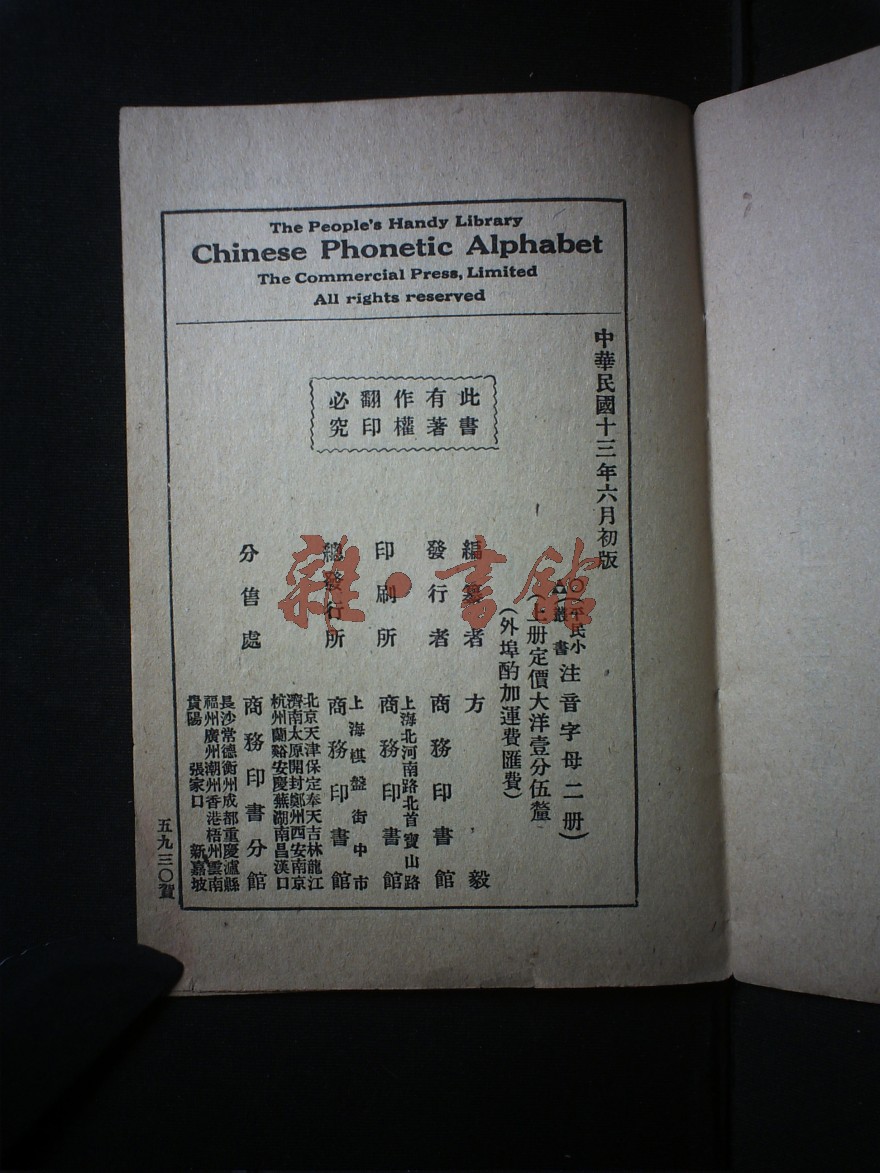 The People's Handy Library
Chinese Phonetic Alphabet
The Commercial Press, Limited
All rights reserved
此書
有著
作權
翻印
必究
中華民國十三年六月初版
(平民小叢書)注音字母二册)
(上册定價大洋壹分伍釐
(外埠酌加運費匯費)
編纂者 方毅
發行者 商務印書館
印刷所 上海北河南路北首寶山路 商務印書館
總發行所 上海棋盤街中市 商務印書館
分售處
北京天津保定奉天吉林龍江
濟南太原開封鄭州西安南京
杭州蘭谿安慶蕪湖南昌漢口
商務印書分館
長沙常德衡州成都重慶瀘縣
福州廣州潮州香港梧州雲南
貴陽 張家口 新嘉坡
五九三〇賀
雜·書館